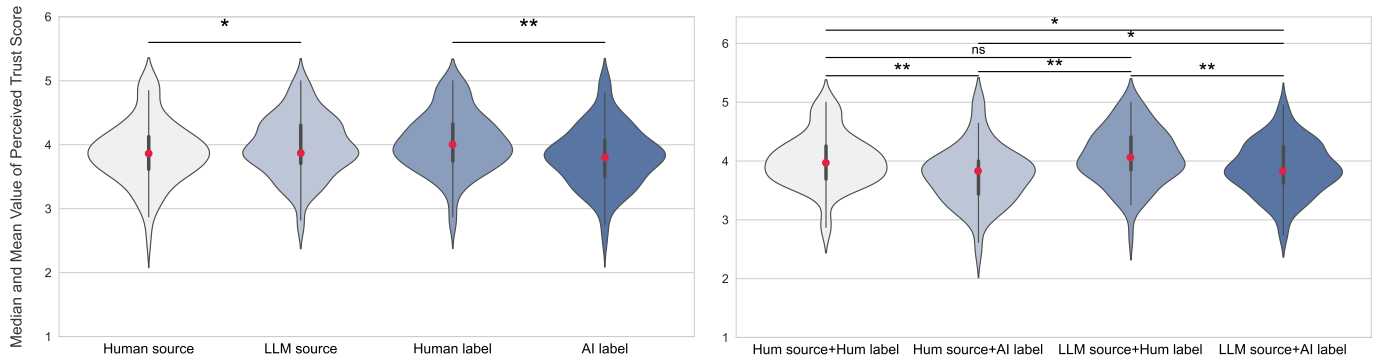 Median and Mean Value of Perceived Trust Score
6
5
4
3
2
1
*
**
Human source
LLM source
Human label
AI label
6
5
4
3
2
1
*
*
ns
**
**
**
Hum source+Hum label
Hum source+AI label
LLM source+Hum label
LLM source+AI label